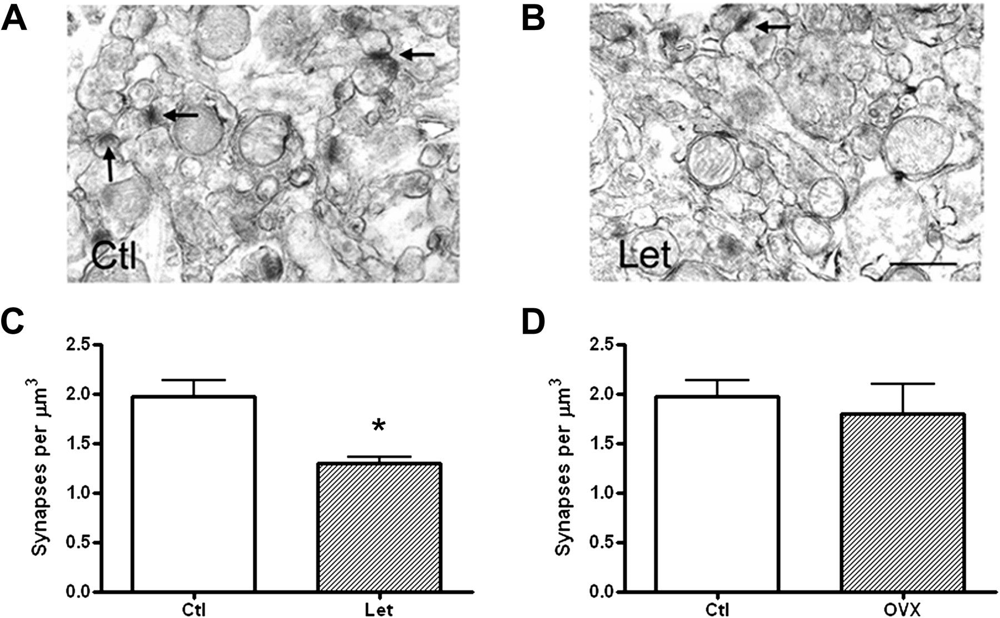 A
B
Ctl
Let
C
D
Synapses per μm³
2.5
2.0
1.5
1.0
0.5
0.0
*
Ctl
Let
Synapses per μm³
2.5
2.0
1.5
1.0
0.5
0.0
Ctl
OVX